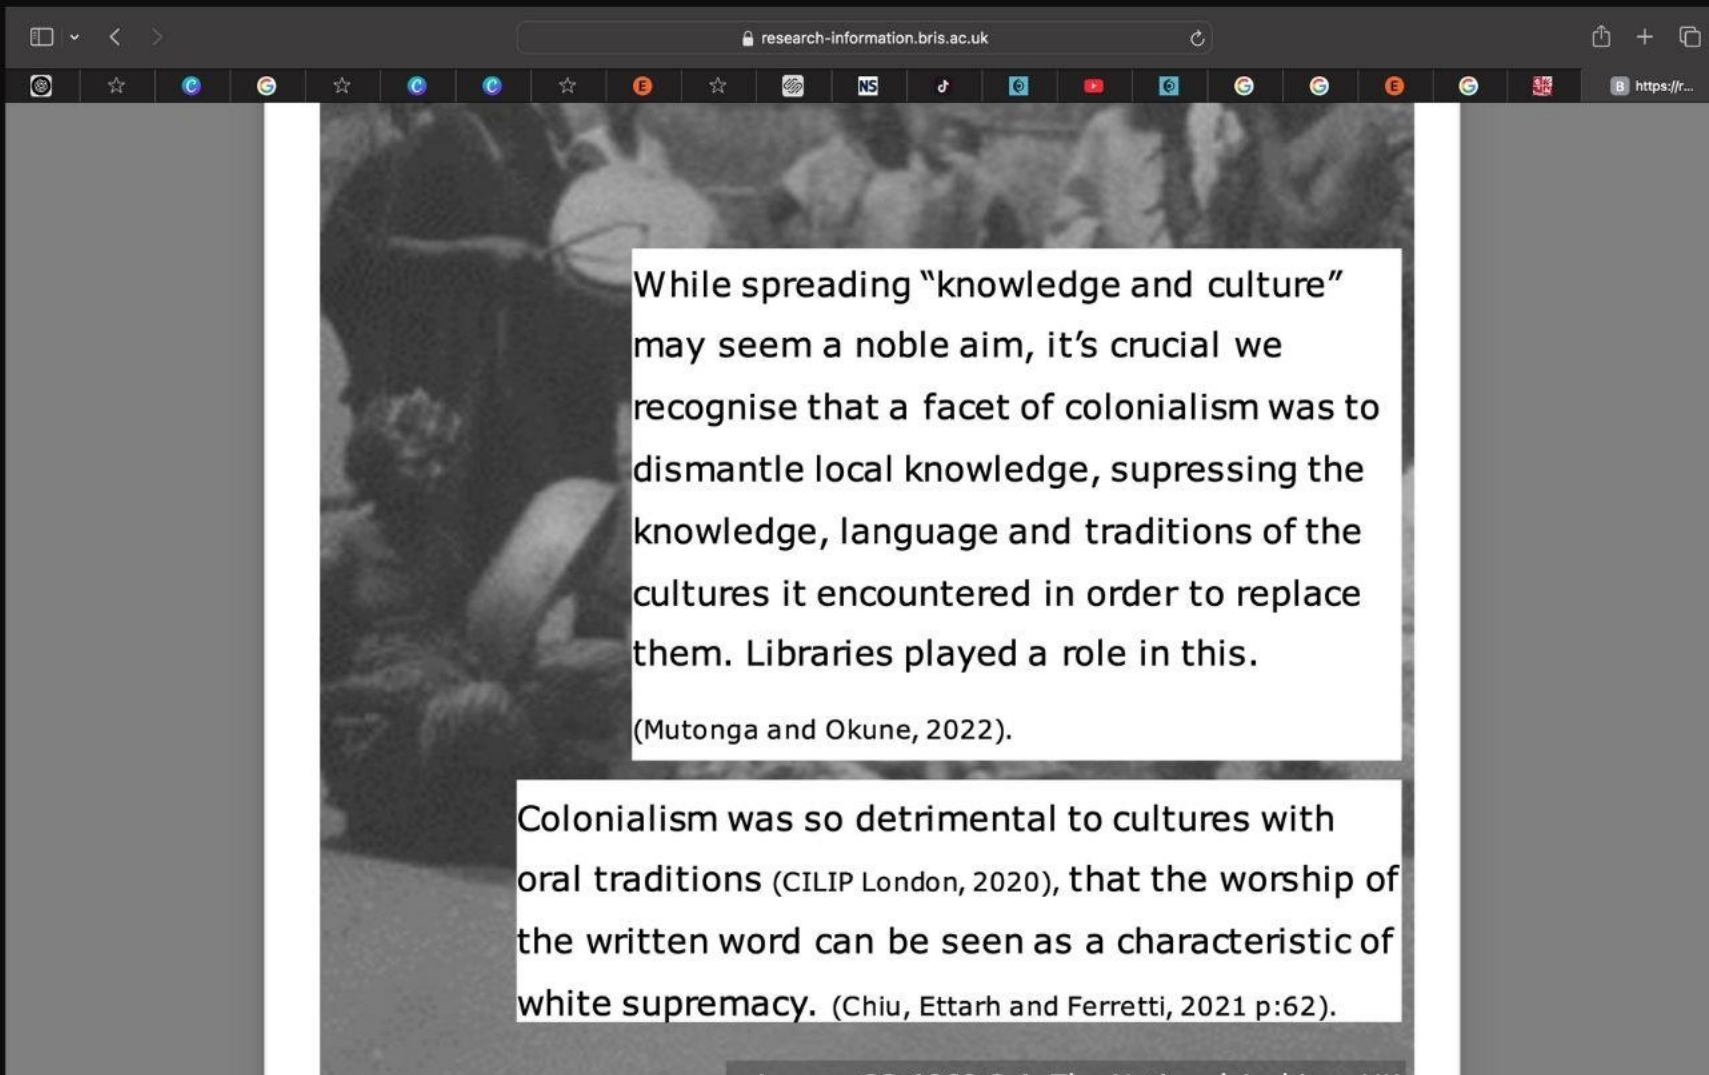 research-information.bris.ac.uk
NS
https://r...
While spreading “knowledge and culture”
may seem a noble aim, it’s crucial we
recognise that a facet of colonialism was to
dismantle local knowledge, supressing the
knowledge, language and traditions of the
cultures it encountered in order to replace
them. Libraries played a role in this.
(Mutonga and Okune, 2022).
Colonialism was so detrimental to cultures with
oral traditions (CILIP London, 2020), that the worship of
the written word can be seen as a characteristic of
white supremacy. (Chiu, Ettarh and Ferretti, 2021 p:62).